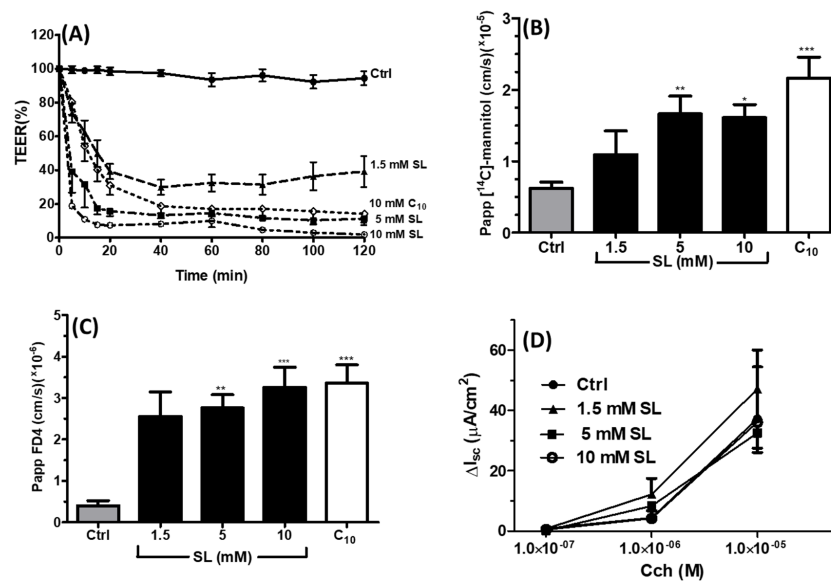 (A)
TEER(%)
120
100
80
60
40
20
0
0 20 40 60 80 100 120
Time (min)
Ctrl
1.5 mM SL
10 mM C₁₀
5 mM SL
10 mM SL
(B)
Papp [¹⁴C]-mannitol (cm/s)(ˣ10⁻⁵)
3
2
1
0
**
*
***
Ctrl 1.5 5 10 C₁₀
SL (mM)
(C)
Papp FD4 (cm/s)(ˣ10⁻⁶)
5
4
3
2
1
0
**
***
***
Ctrl 1.5 5 10 C₁₀
SL (mM)
(D)
ΔIsc (μA/cm²)
60
40
20
0
Ctrl
1.5 mM SL
5 mM SL
10 mM SL
1.0×10⁻⁰⁷ 1.0×10⁻⁰⁶ 1.0×10⁻⁰⁵
Cch (M)